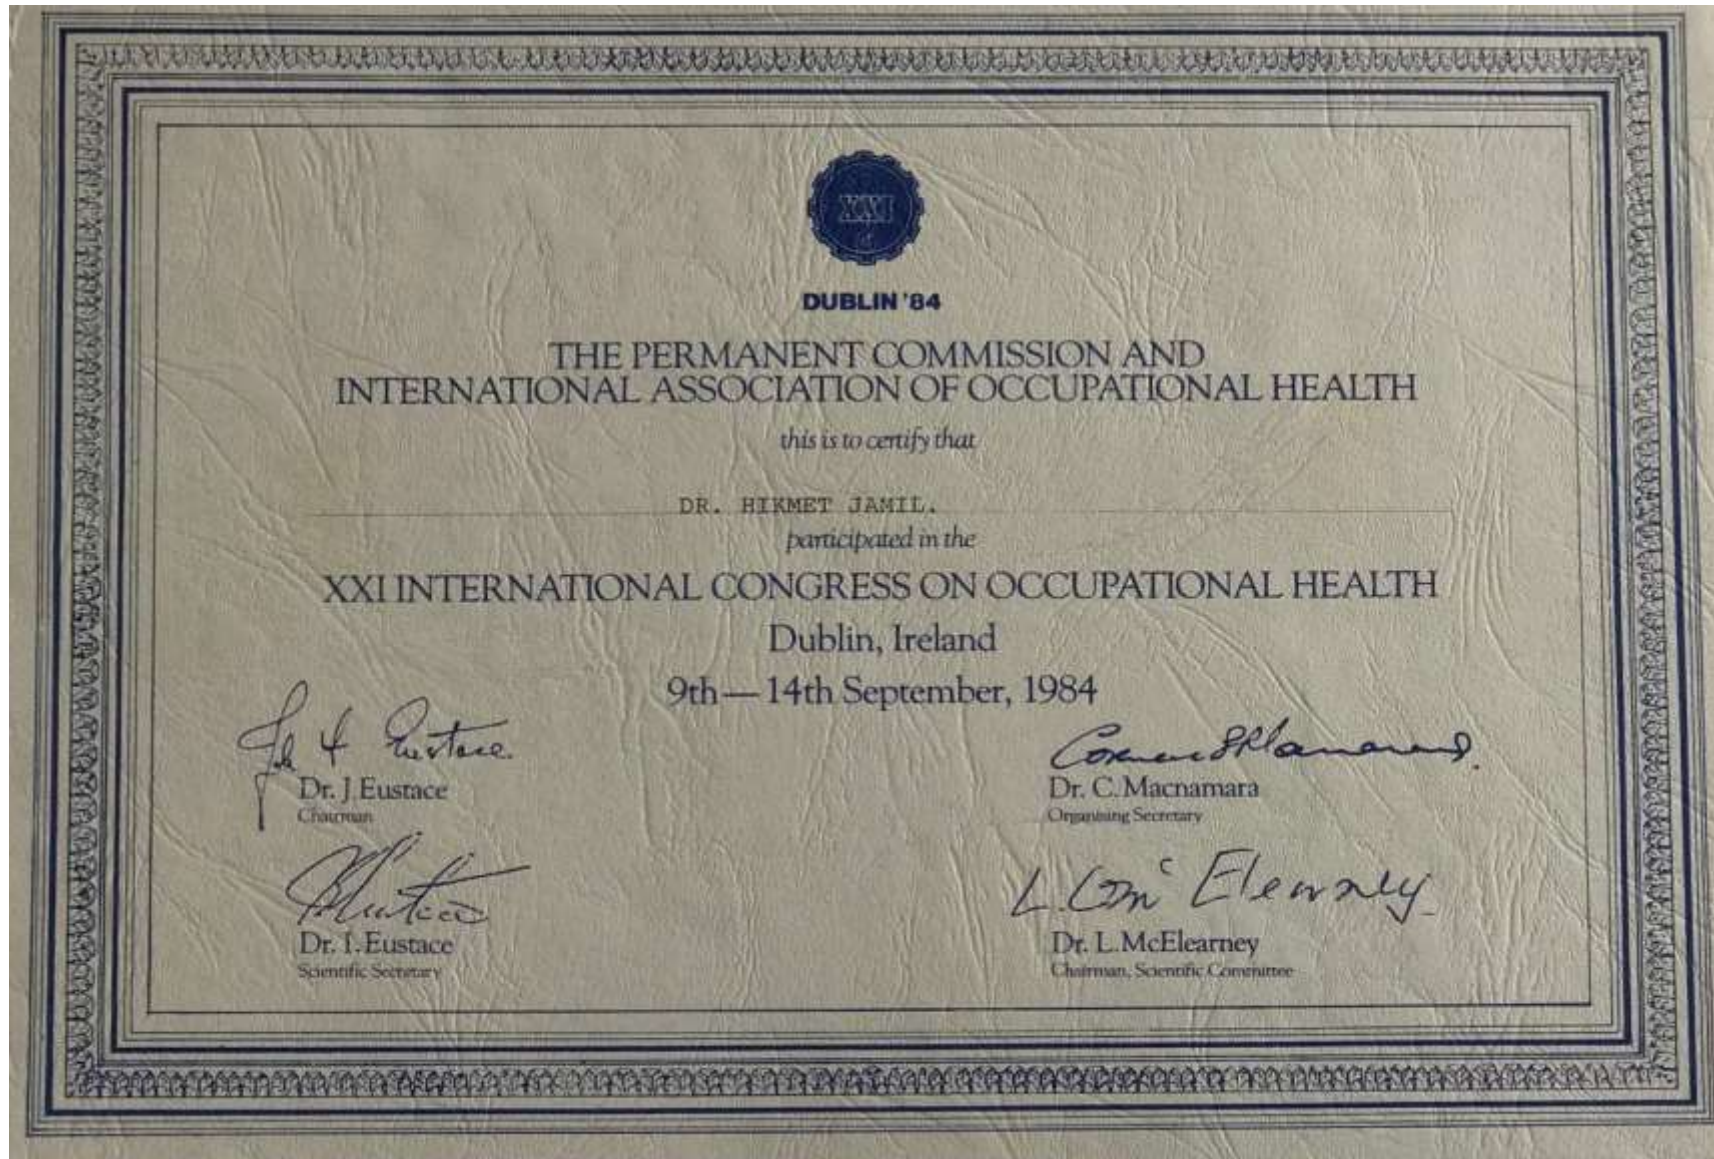 XXI
DUBLIN '84
THE PERMANENT COMMISSION AND
INTERNATIONAL ASSOCIATION OF OCCUPATIONAL HEALTH
this is to certify that
DR. HIKMET JAMIL.
participated in the
XXI INTERNATIONAL CONGRESS ON OCCUPATIONAL HEALTH
Dublin, Ireland
9th — 14th September, 1984
Dr. J. Eustace
Chairman
Dr. C. Macnamara
Organising Secretary
L. Mc Elearney
Dr. I. Eustace
Scientific Secretary
Dr. L. McElearney
Chairman, Scientific Committee